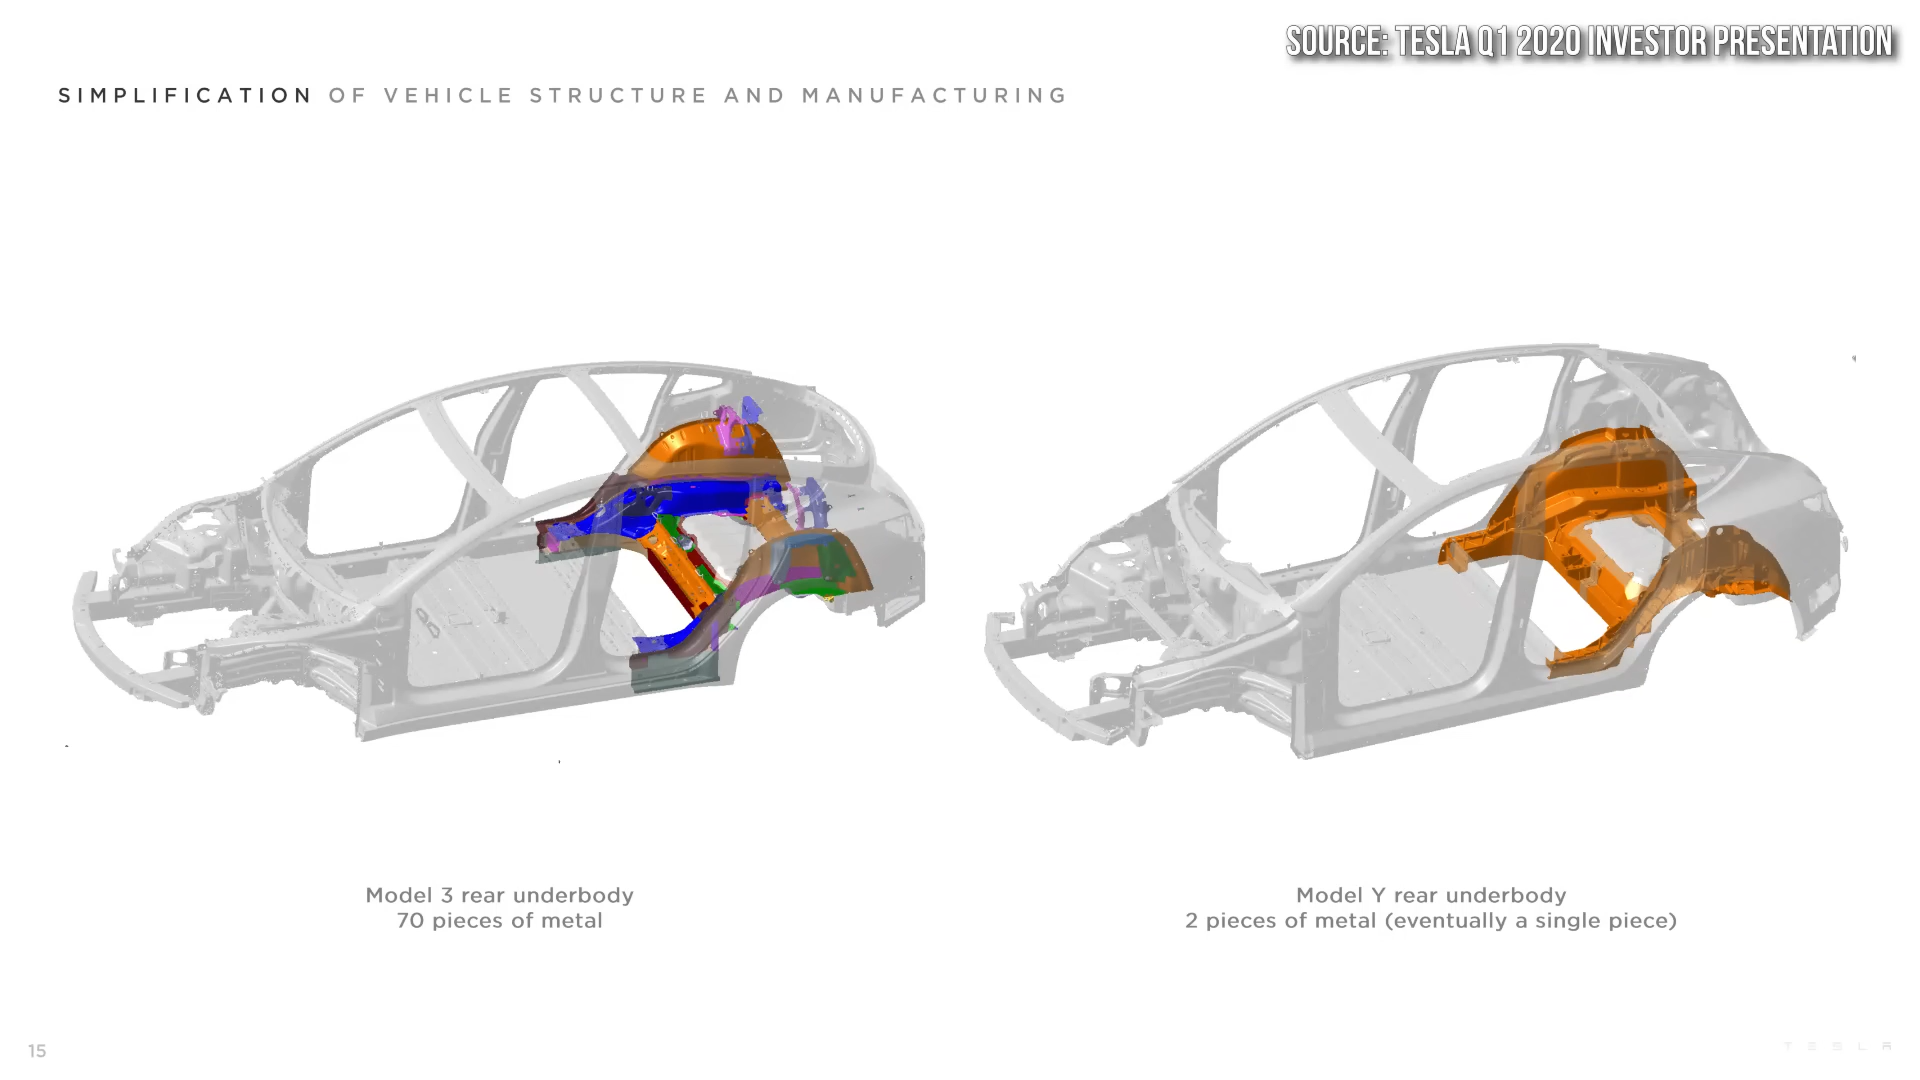 SOURCE: TESLA Q1 2020 INVESTOR PRESENTATION
SIMPLIFICATION OF VEHICLE STRUCTURE AND MANUFACTURING
Model 3 rear underbody
70 pieces of metal
Model Y rear underbody
2 pieces of metal (eventually a single piece)
15
TESLA